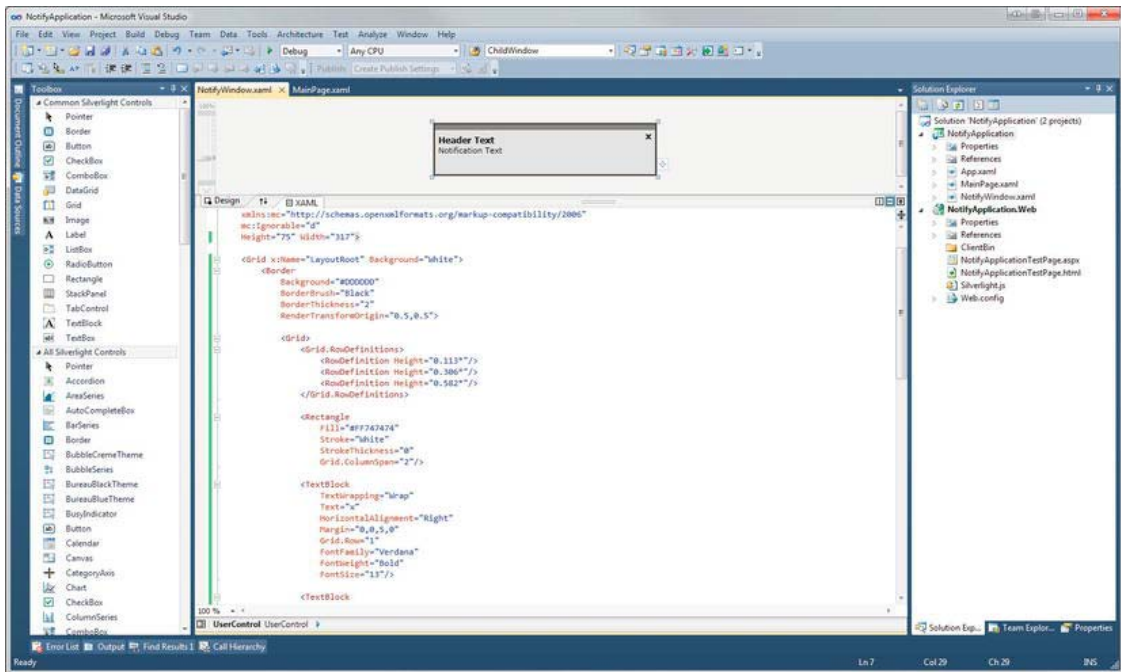 NotifyApplication - Microsoft Visual Studio
File Edit View Project Build Debug Team Data Tools Architecture Test Analyze Window Help
Debug Any CPU ChildWindow
Publish: Create Publish Settings
Document Outline
Data Sources
Toolbox
Common Silverlight Controls
Pointer
Border
Button
CheckBox
ComboBox
DataGrid
Grid
Image
Label
ListBox
RadioButton
Rectangle
StackPanel
TabControl
TextBlock
TextBox
All Silverlight Controls
Pointer
Accordion
AreaSeries
AutoCompleteBox
BarSeries
Border
BubbleCremeTheme
BubbleSeries
BureauBlackTheme
BureauBlueTheme
BusyIndicator
Button
Calendar
Canvas
CategoryAxis
Chart
CheckBox
ColumnSeries
ComboBox
NotifyWindow.xaml × MainPage.xaml
100%
Header Text x
Notification Text
Design XAML
xmlns:mc="http://schemas.openxmlformats.org/markup-compatibility/2006"
mc:Ignorable="d"
Height="75" Width="317">
<Grid x:Name="LayoutRoot" Background="White">
<Border
Background="#DDDDDD"
BorderBrush="Black"
BorderThickness="2"
RenderTransformOrigin="0.5,0.5">
<Grid>
<Grid.RowDefinitions>
<RowDefinition Height="0.113*"/>
<RowDefinition Height="0.306*"/>
<RowDefinition Height="0.582*"/>
</Grid.RowDefinitions>
<Rectangle
Fill="#FF747474"
Stroke="White"
StrokeThickness="0"
Grid.ColumnSpan="2"/>
<TextBlock
TextWrapping="Wrap"
Text="x"
HorizontalAlignment="Right"
Margin="0,0,5,0"
Grid.Row="1"
FontFamily="Verdana"
FontWeight="Bold"
FontSize="13"/>
<TextBlock
100 %
UserControl UserControl
Solution Explorer
Solution 'NotifyApplication' (2 projects)
NotifyApplication
Properties
References
App.xaml
MainPage.xaml
NotifyWindow.xaml
NotifyApplication.Web
Properties
References
ClientBin
NotifyApplicationTestPage.aspx
NotifyApplicationTestPage.html
Silverlight.js
Web.config
Solution Exp... Team Explor... Properties
Error List Output Find Results 1 Call Hierarchy
Ready Ln 7 Col 29 Ch 29 INS